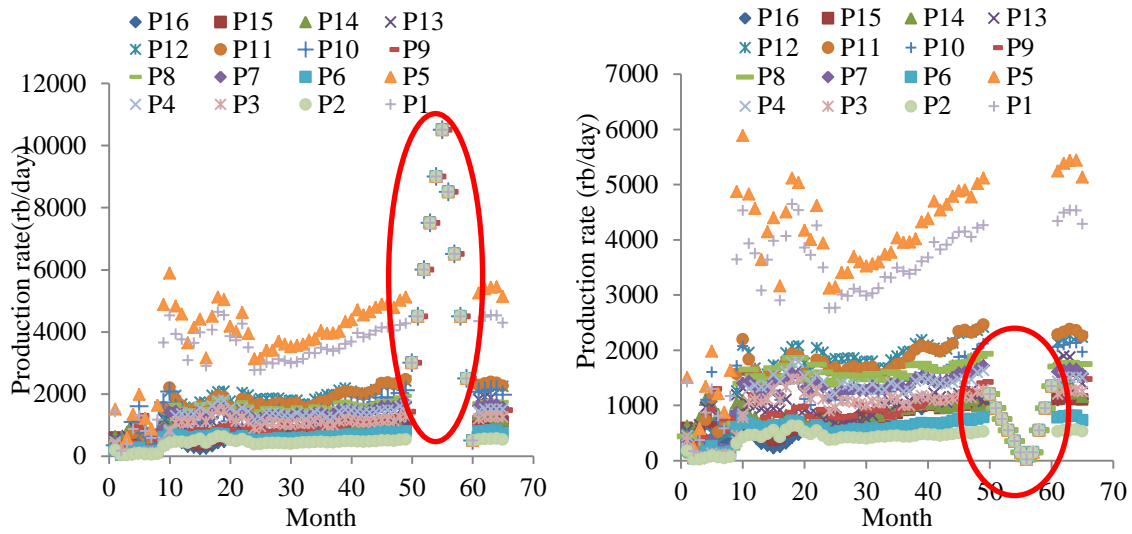 P16 P15 P14 P13
P12 P11 P10 P9
P8 P7 P6 P5
P4 P3 P2 P1
Production rate(rb/day)
12000
10000
8000
6000
4000
2000
0
0 10 20 30 40 50 60 70
Month
P16 P15 P14 P13
P12 P11 P10 P9
P8 P7 P6 P5
P4 P3 P2 P1
Production rate (rb/day)
7000
6000
5000
4000
3000
2000
1000
0
0 10 20 30 40 50 60 70
Month